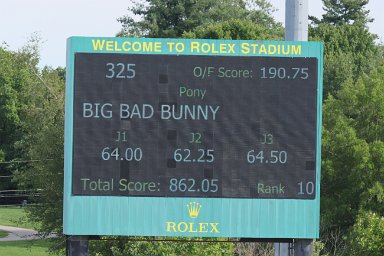 WELCOME TO ROLEX STADIUM
325 O/F Score: 190.75
Pony
BIG BAD BUNNY
J1 J2 J3
64.00 62.25 64.50
Total Score: 862.05 Rank 10
ROLEX